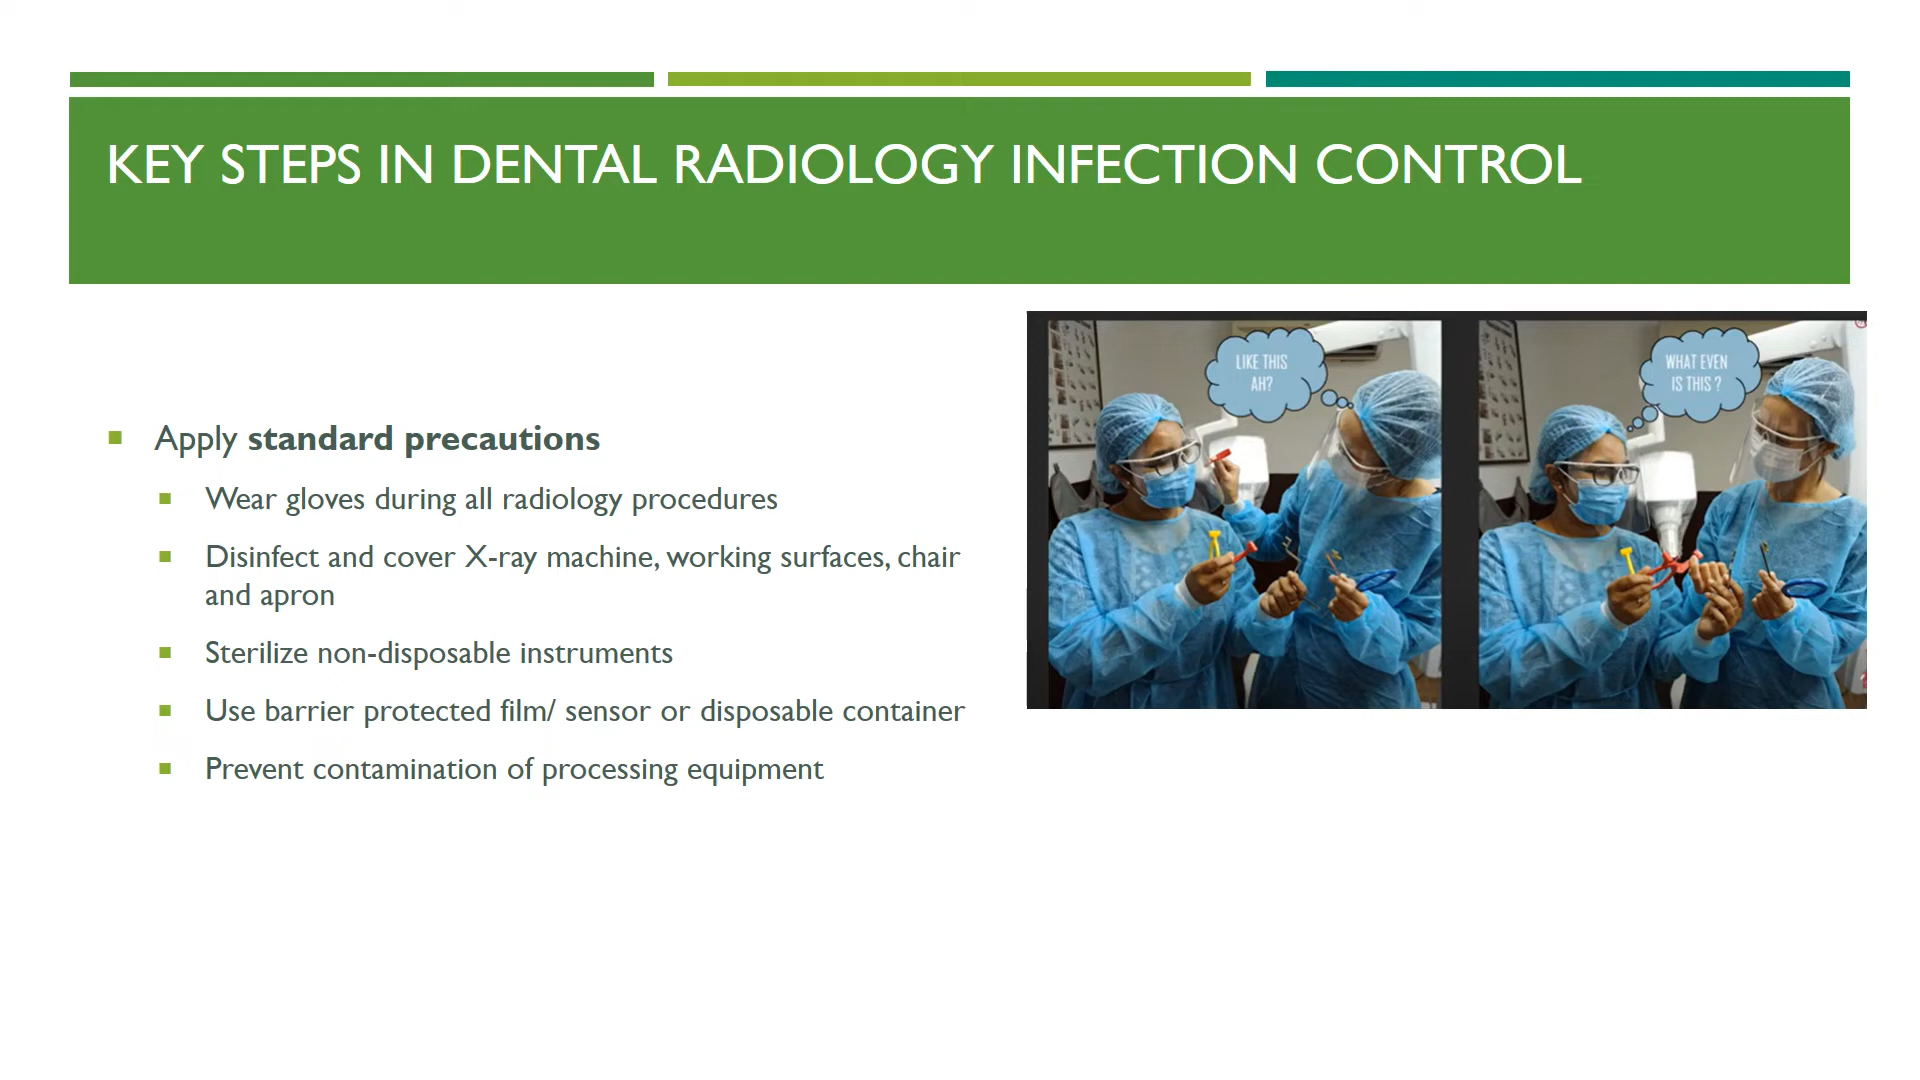 KEY STEPS IN DENTAL RADIOLOGY INFECTION CONTROL
Apply standard precautions
Wear gloves during all radiology procedures
Disinfect and cover X-ray machine, working surfaces, chair
and apron
Sterilize non-disposable instruments
Use barrier protected film/ sensor or disposable container
Prevent contamination of processing equipment
LIKE THIS
AH?
WHAT EVEN
IS THIS ?